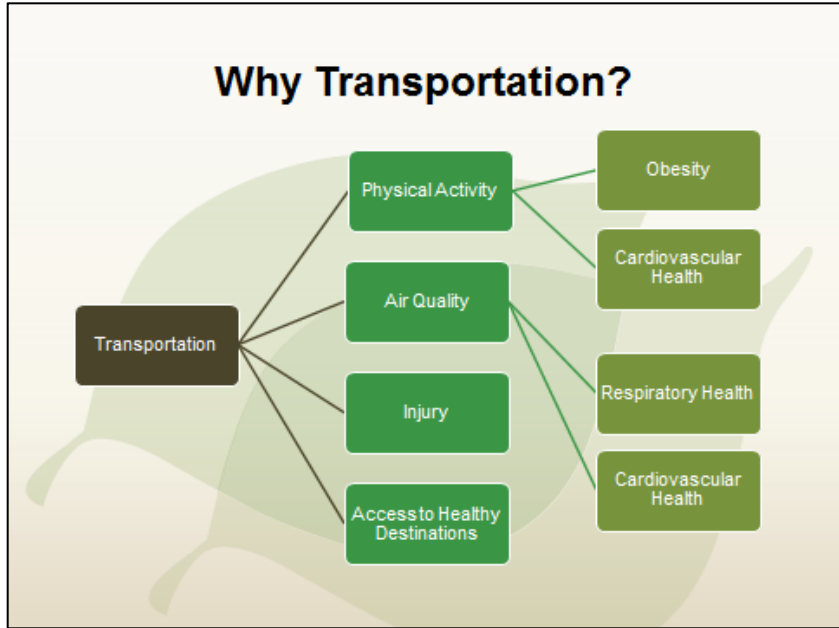 Why Transportation?
Transportation
Physical Activity
Air Quality
Injury
Access to Healthy
Destinations
Obesity
Cardiovascular
Health
Respiratory Health
Cardiovascular
Health